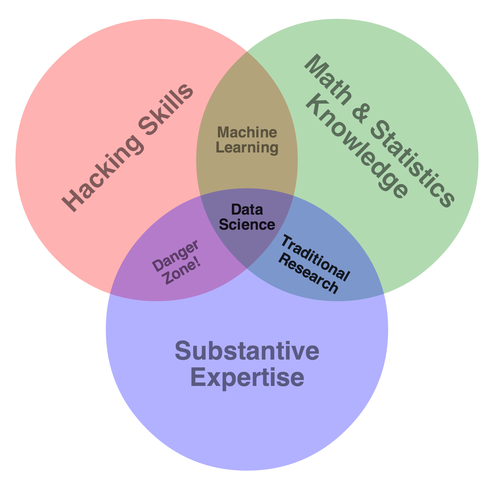 Hacking Skills
Math & Statistics
Knowledge
Machine
Learning
Data
Science
Danger
Zone!
Traditional
Research
Substantive
Expertise